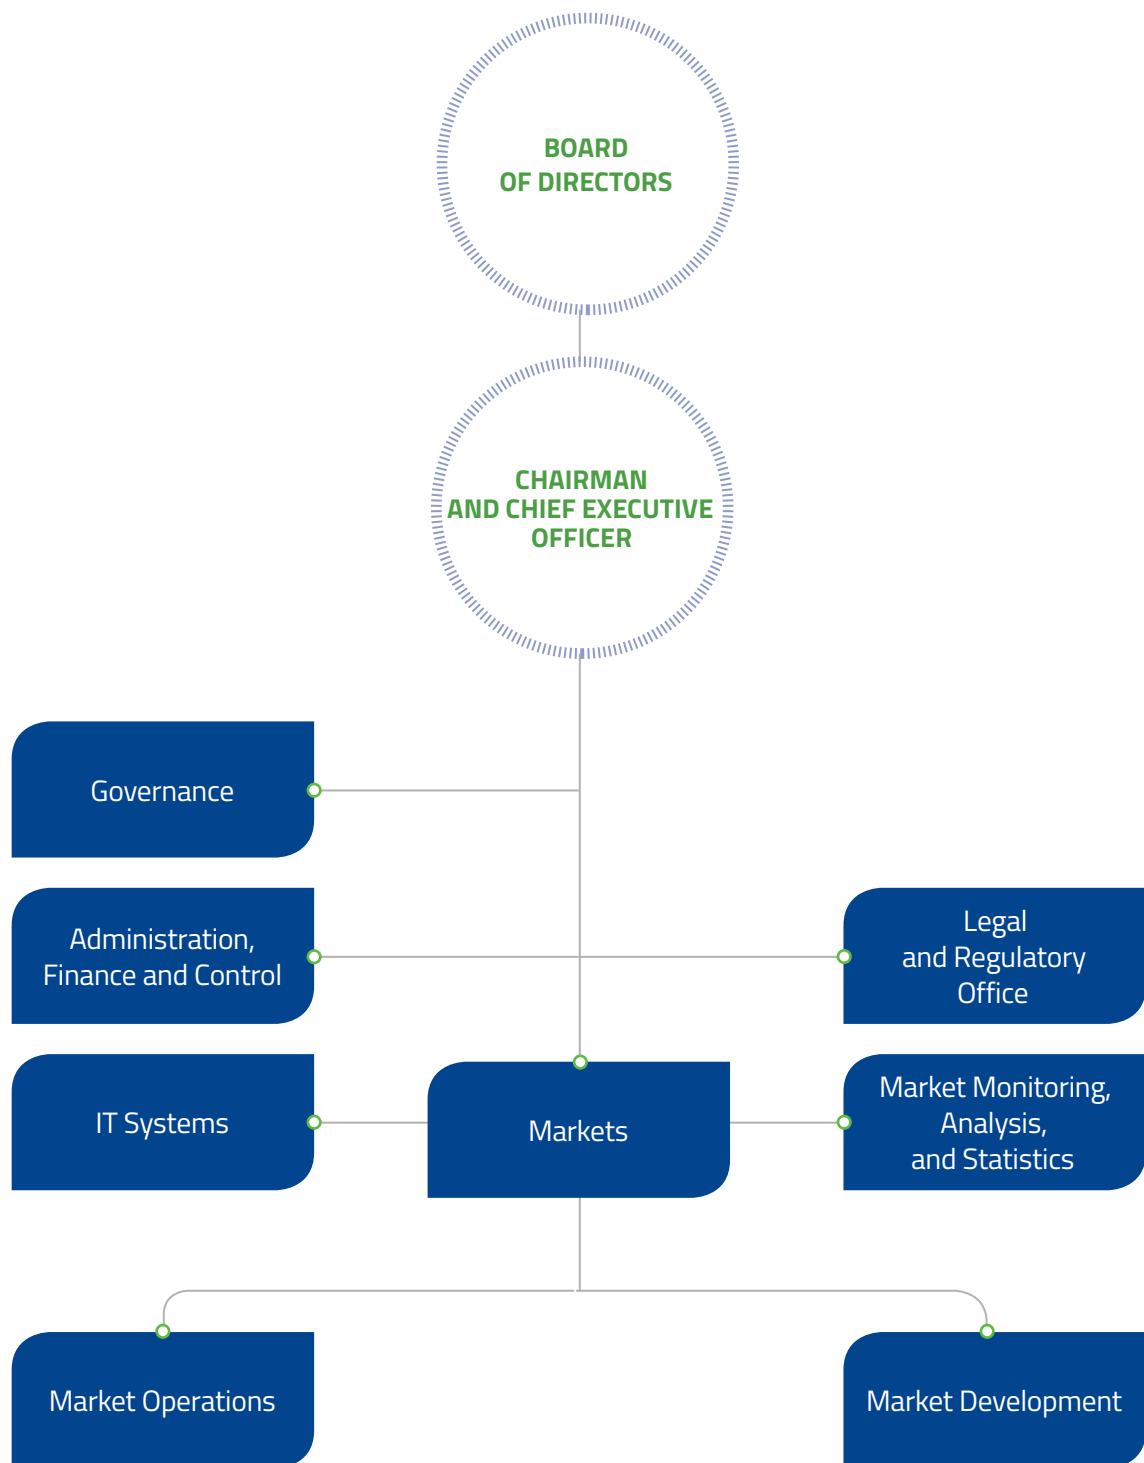 BOARD
OF DIRECTORS
CHAIRMAN
AND CHIEF EXECUTIVE
OFFICER
Governance
Administration,
Finance and Control
Legal
and Regulatory
Office
IT Systems
Markets
Market Monitoring,
Analysis,
and Statistics
Market Operations
Market Development